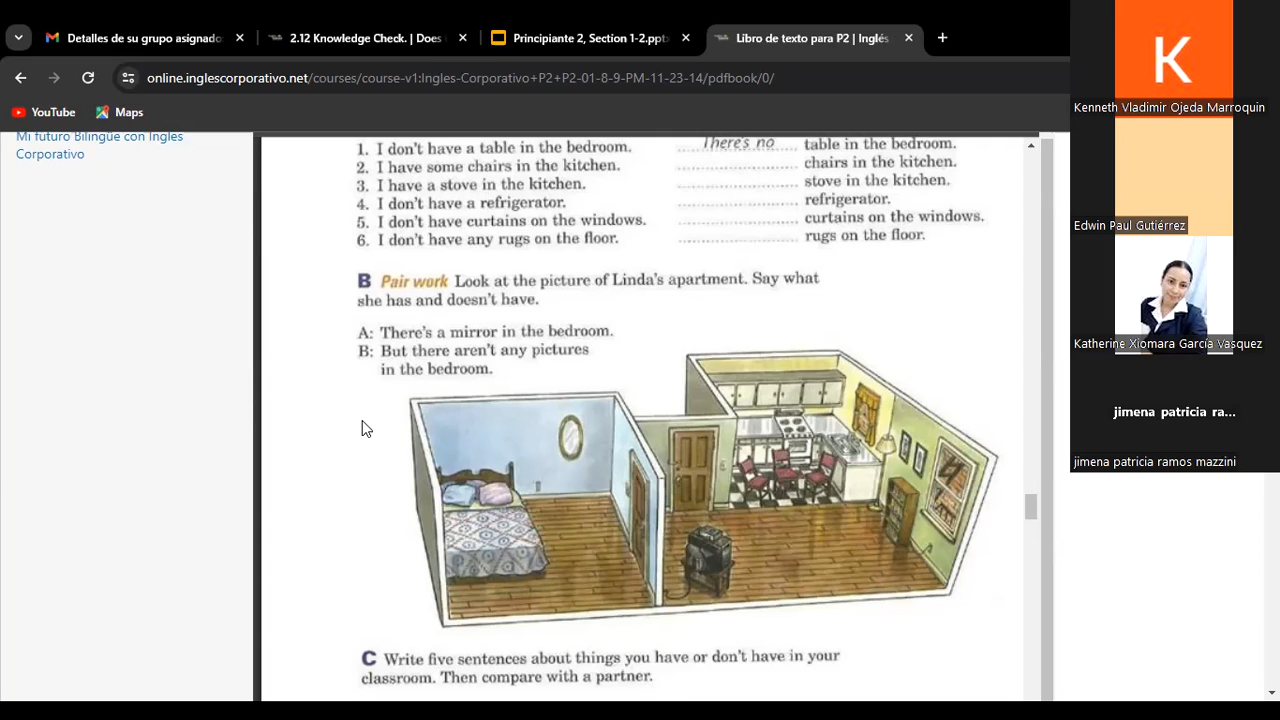 Detalles de su grupo asignado
2.12 Knowledge Check. | Does
Principiante 2, Section 1-2.pptx
Libro de texto para P2 | Inglés
online.inglescorporativo.net/courses/course-v1:Ingles-Corporativo+P2+P2-01-8-9-PM-11-23-14/pdfbook/0/
YouTube
Maps
Mi futuro Bilingüe con Ingles
Corporativo
1. I don't have a table in the bedroom. There's no table in the bedroom.
2. I have some chairs in the kitchen. chairs in the kitchen.
3. I have a stove in the kitchen. stove in the kitchen.
4. I don't have a refrigerator. refrigerator.
5. I don't have curtains on the windows. curtains on the windows.
6. I don't have any rugs on the floor. rugs on the floor.
B Pair work Look at the picture of Linda's apartment. Say what
she has and doesn't have.
A: There's a mirror in the bedroom.
B: But there aren't any pictures
in the bedroom.
C Write five sentences about things you have or don't have in your
classroom. Then compare with a partner.
K
Kenneth Vladimir Ojeda Marroquin
Edwin Paul Gutiérrez
Katherine Xiomara Garcia Vasquez
jimena patricia ra...
jimena patricia ramos mazzini